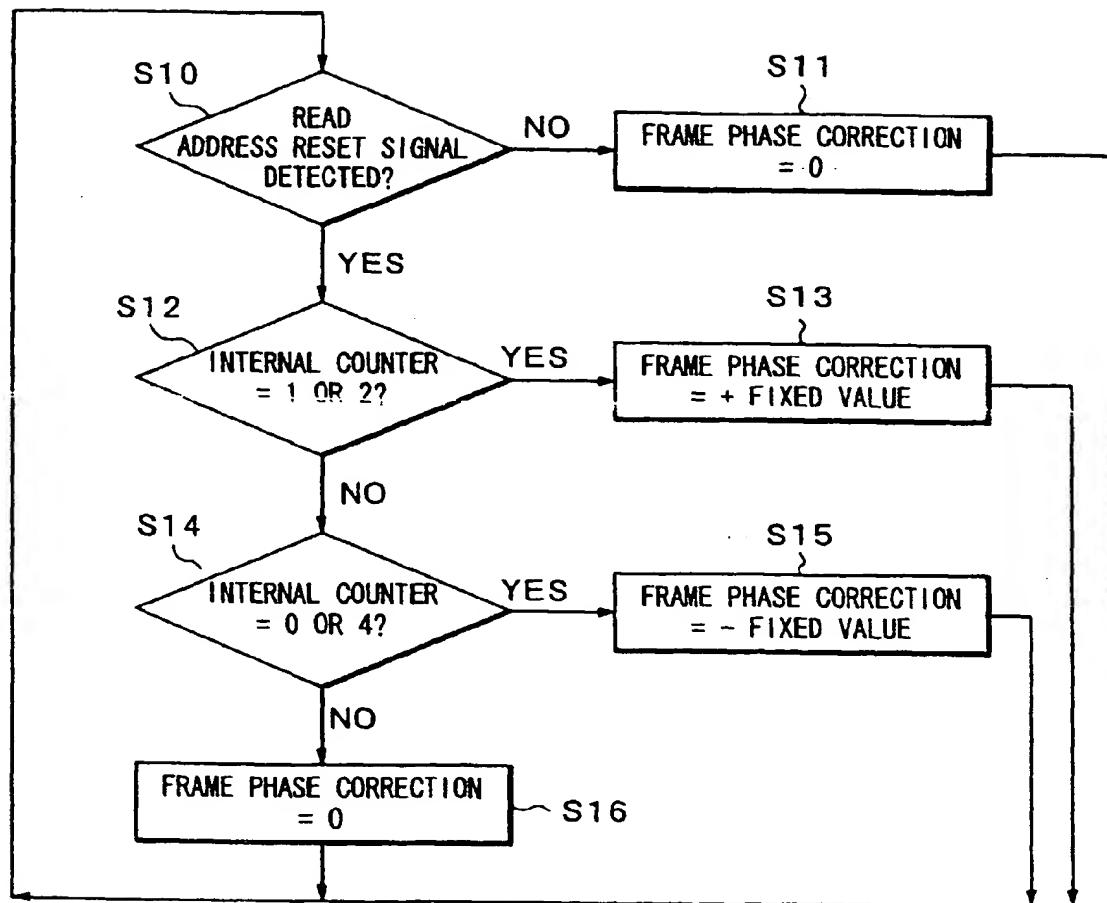 S10
READ
ADDRESS RESET SIGNAL
DETECTED?
NO
S11
FRAME PHASE CORRECTION
= 0
YES
S12
INTERNAL COUNTER
= 1 OR 2?
YES
S13
FRAME PHASE CORRECTION
= + FIXED VALUE
NO
S14
INTERNAL COUNTER
= 0 OR 4?
YES
S15
FRAME PHASE CORRECTION
= - FIXED VALUE
NO
FRAME PHASE CORRECTION
= 0
S16